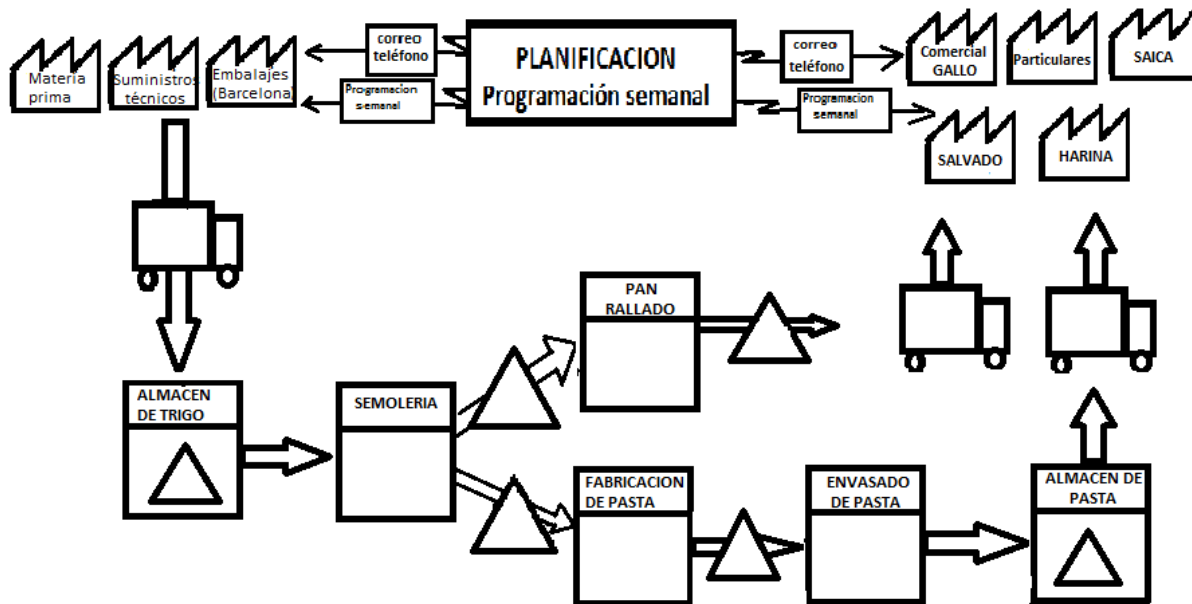 Materia
prima
Suministros
técnicos
Embalajes
(Barcelona)
correo
teléfono
Programación
semanal
PLANIFICACION
Programación semanal
correo
teléfono
Programacion
semanal
Comercial
GALLO
Particulares
SAICA
SALVADO
HARINA
PAN
RALLADO
ALMACEN
DE TRIGO
SEMOLERIA
FABRICACION
DE PASTA
ENVASADO
DE PASTA
ALMACEN DE
PASTA